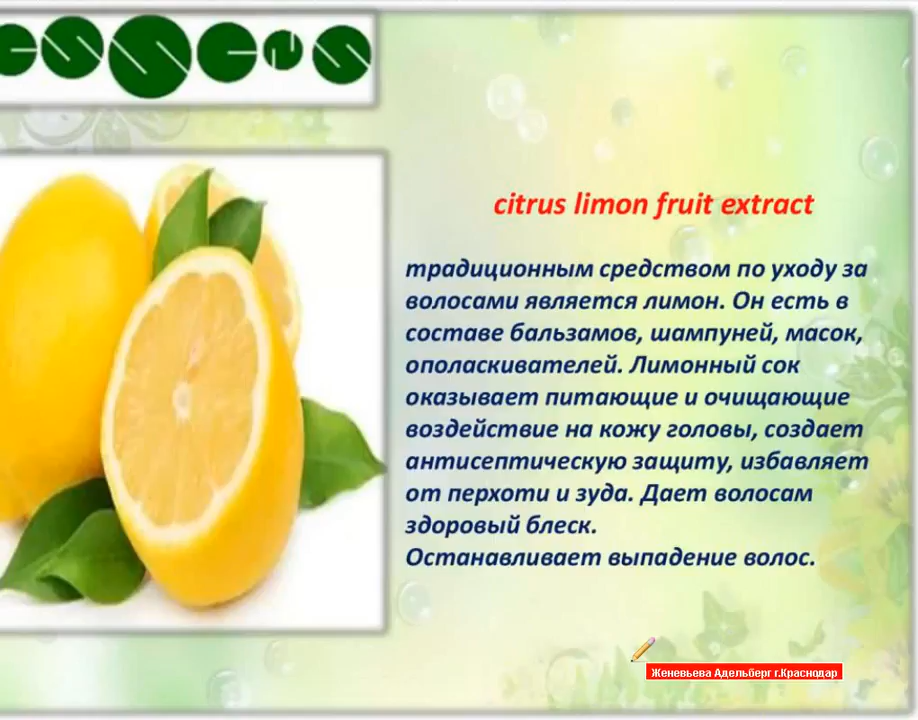 citrus limon fruit extract
традиционным средством по уходу за
волосами является лимон. Он есть в
составе бальзамов, шампуней, масок,
ополаскивателей. Лимонный сок
оказывает питающие и очищающие
воздействие на кожу головы, создает
антисептическую защиту, избавляет
от перхоти и зуда. Дает волосам
здоровый блеск.
Останавливает выпадение волос.
Женевьева Адельберг г.Краснодар